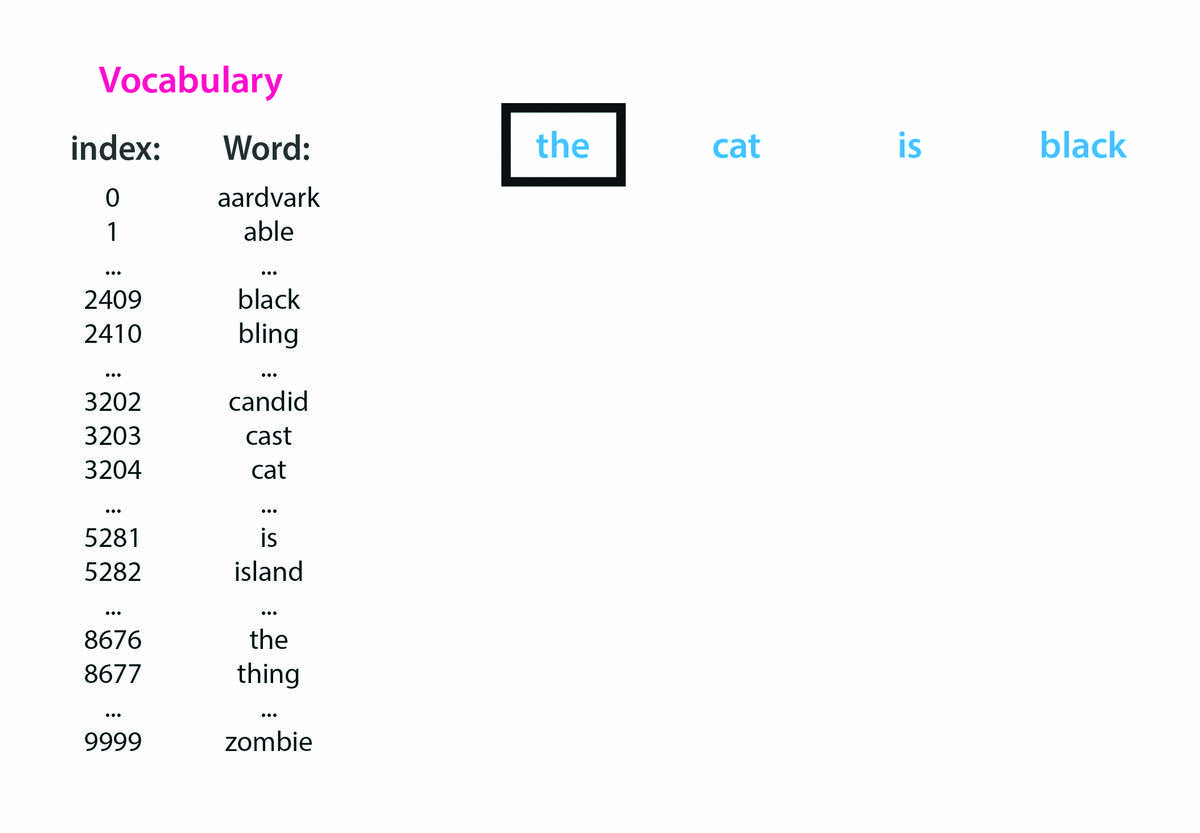 Vocabulary
index: Word:
the cat is black
0 aardvark
1 able
... ...
2409 black
2410 bling
... ...
3202 candid
3203 cast
3204 cat
... ...
5281 is
5282 island
... ...
8676 the
8677 thing
... ...
9999 zombie